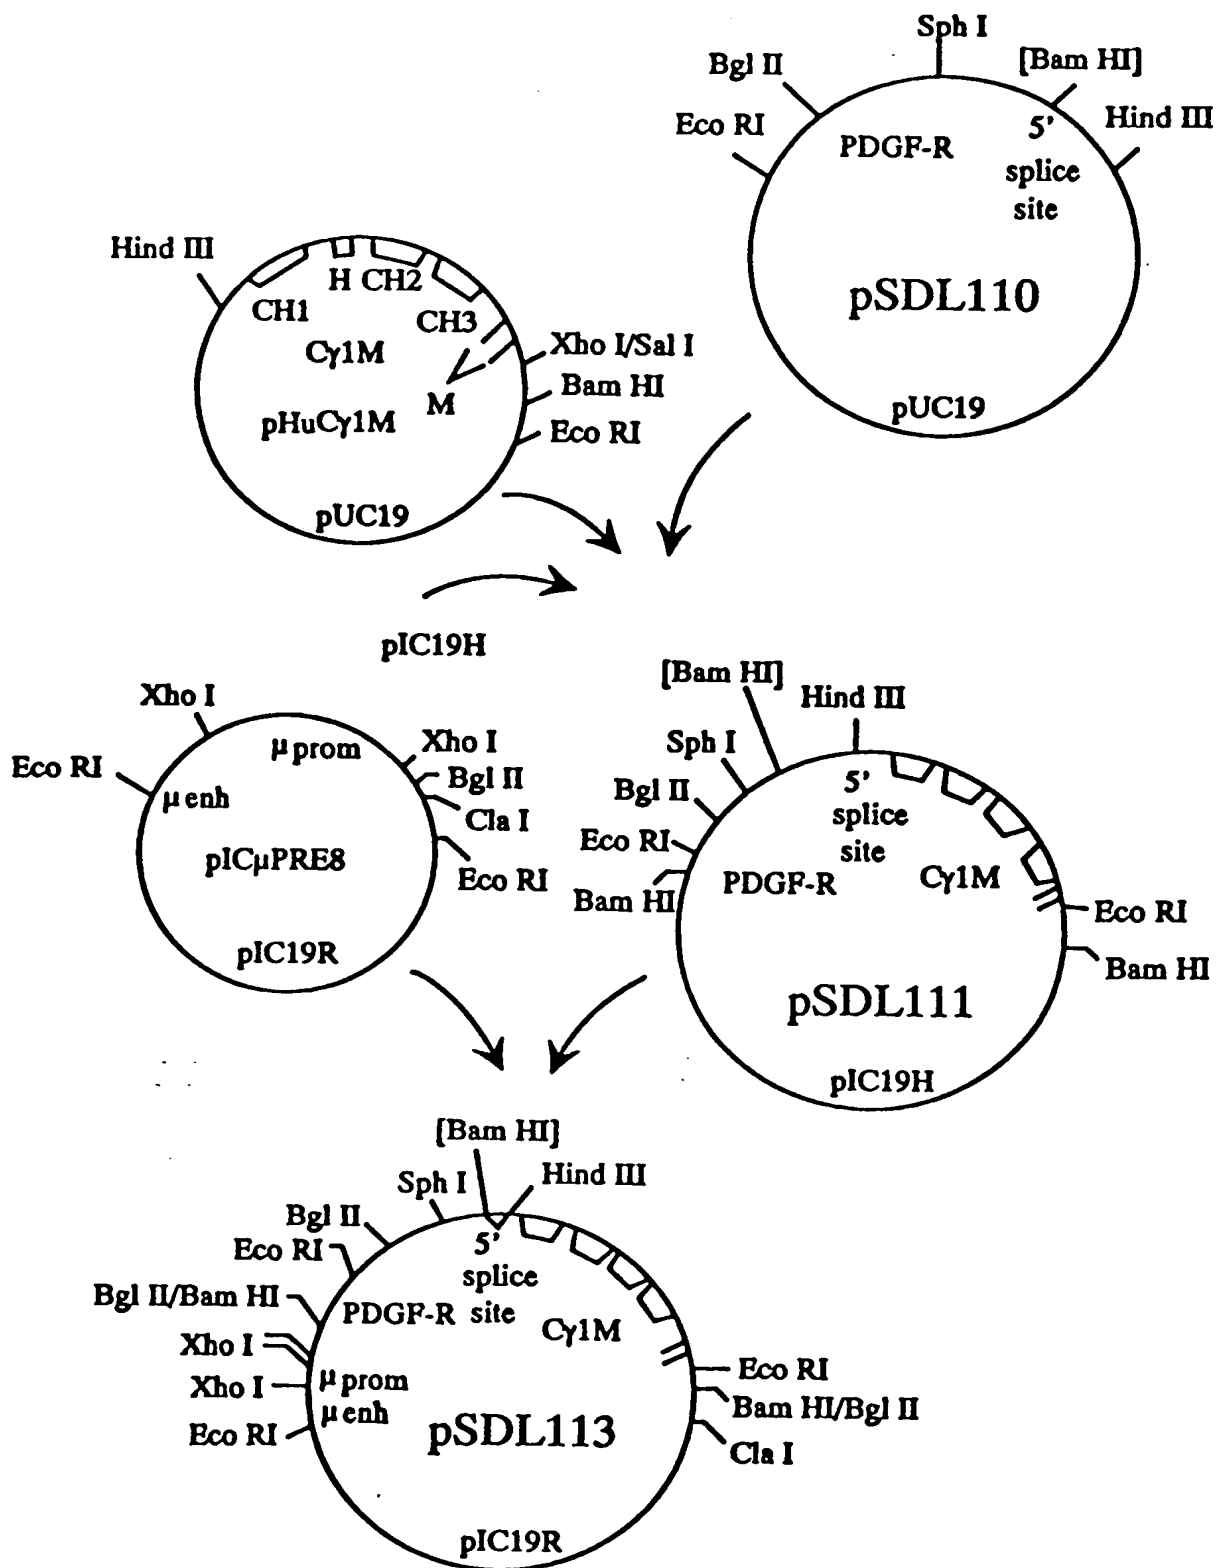 Sph I
Bgl II
[Bam HI]
Eco RI
Hind III
PDGF-R
5'
splice
site
pSDL110
pUC19
Hind III
CH1
H CH2
CH3
Cγ1M
M
pHuCγ1M
Xho I/Sal I
Bam HI
Eco RI
pUC19
pIC19H
Xho I
Eco RI
μ prom
μ enh
Xho I
Bgl II
Cla I
Eco RI
pICμPRE8
pIC19R
[Bam HI]
Hind III
Sph I
Bgl II
Eco RI
Bam HI
5'
splice
site
PDGF-R
Cγ1M
Eco RI
Bam HI
pSDL111
pIC19H
[Bam HI]
Sph I
Hind III
Bgl II
Eco RI
Bgl II/Bam HI
Xho I
Xho I
Eco RI
5'
splice
PDGF-R site
Cγ1M
μ prom
μ enh
Eco RI
Bam HI/Bgl II
Cla I
pSDL113
pIC19R